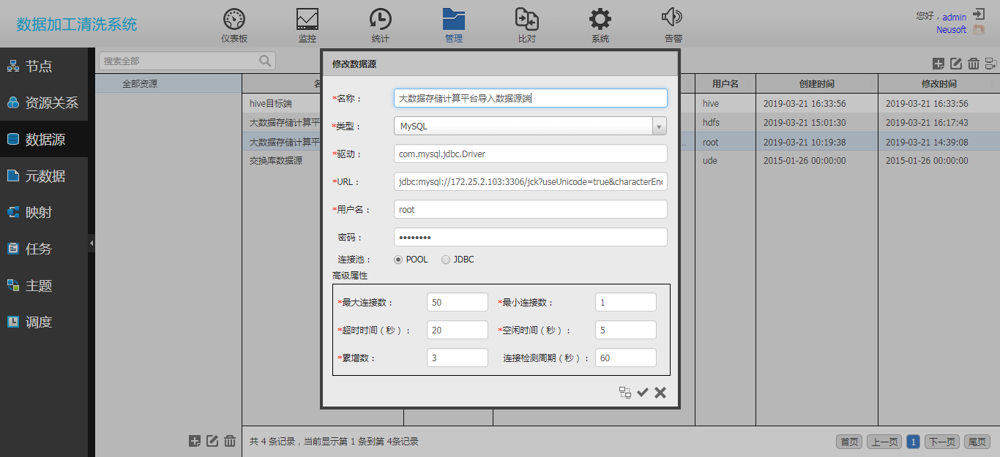 数据加工清洗系统
仪表板 监控 统计 管理 比对 系统 告警
您好，admin
Neusoft
节点
资源关系
数据源
元数据
映射
任务
主题
调度
搜索全部
全部资源
名
用户名 创建时间 修改时间
hive目标端 hive 2019-03-21 16:33:56 2019-03-21 16:33:56
大数据存储计算平 hdfs 2019-03-21 15:01:30 2019-03-21 16:17:43
大数据存储计算平 ... root 2019-03-21 10:19:38 2019-03-21 14:39:08
交换库数据源 ude 2015-01-26 00:00:00 2015-01-26 00:00:00
修改数据源
*名称： 大数据存储计算平台导入数据源端
*类型： MySQL
*驱动： com.mysql.jdbc.Driver
*URL： jdbc:mysql://172.25.2.103:3306/jck?useUnicode=true&characterEnc
*用户名： root
密码： ••••••••
连接池： POOL JDBC
高级属性
*最大连接数： 50 *最小连接数： 1
*超时时间（秒）： 20 *空闲时间（秒）： 5
*累增数： 3 连接检测周期（秒）： 60
共 4 条记录，当前显示第 1 条到第 4条记录
首页 上一页 1 下一页 尾页